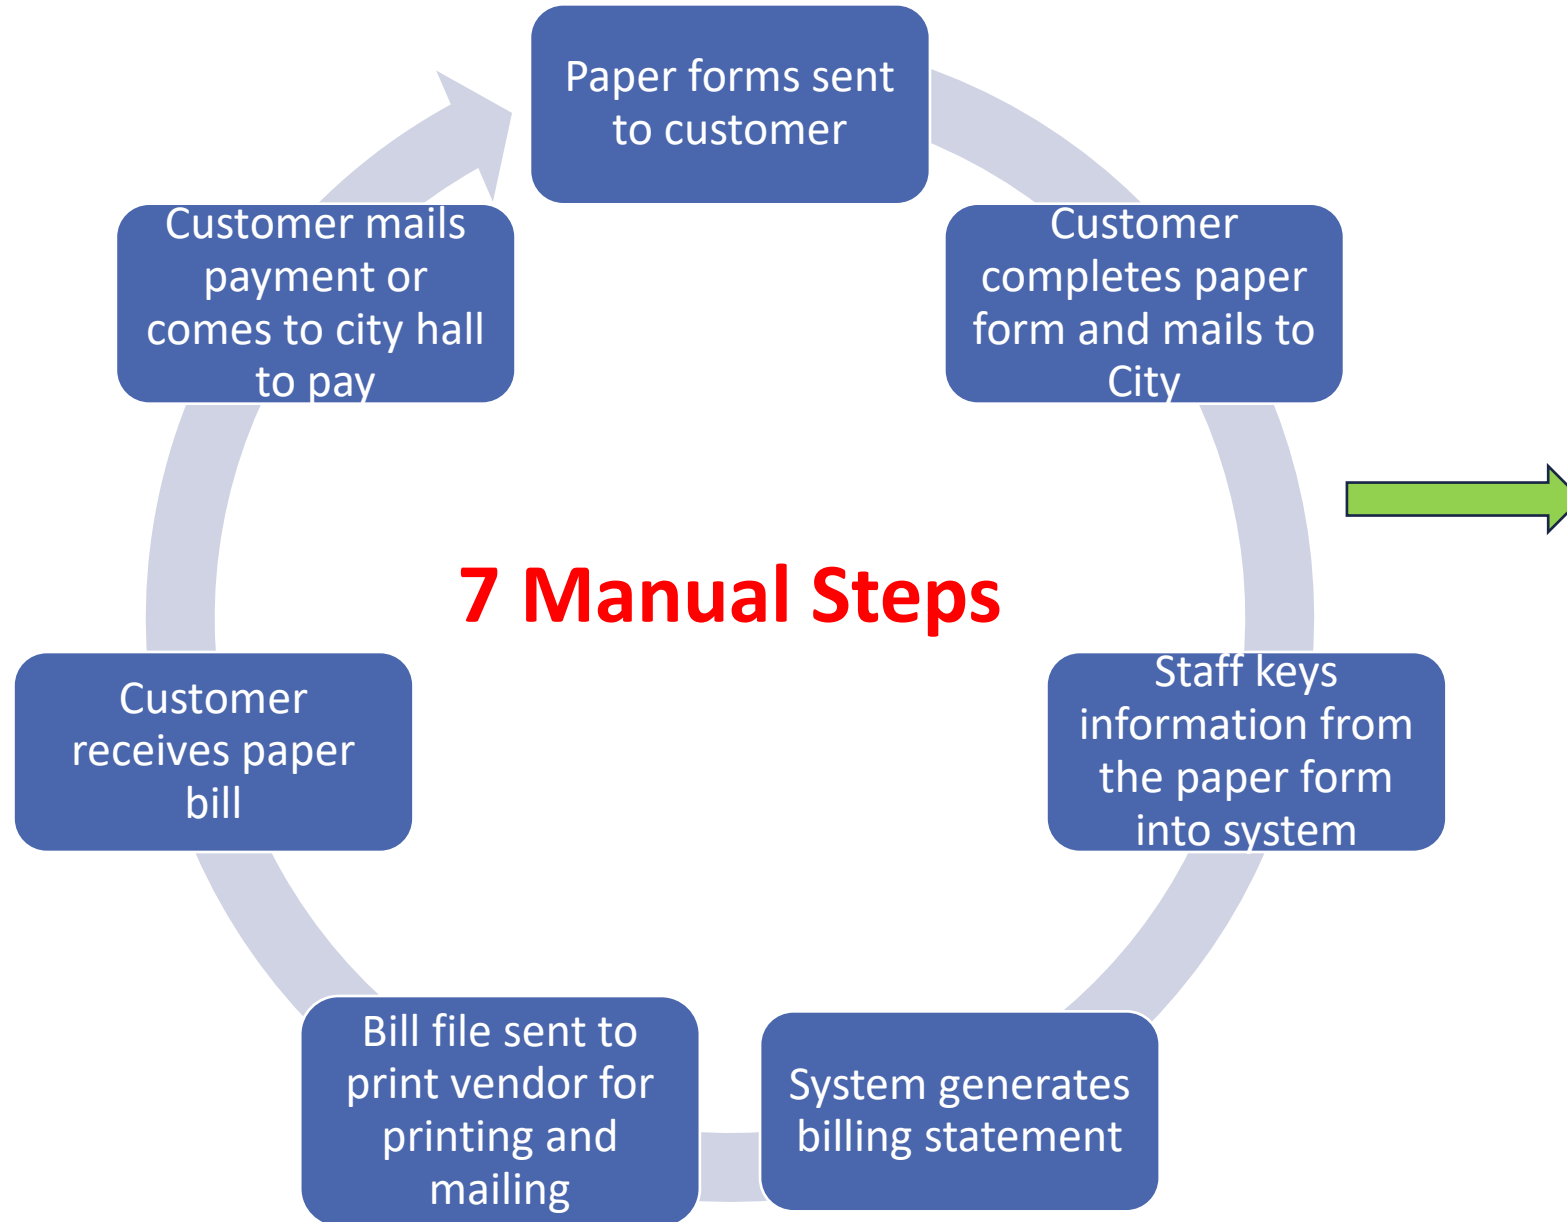 Paper forms sent
to customer
Customer
completes paper
form and mails to
City
Staff keys
information from
the paper form
into system
System generates
billing statement
Bill file sent to
print vendor for
printing and
mailing
Customer
receives paper
bill
Customer mails
payment or
comes to city hall
to pay
7 Manual Steps